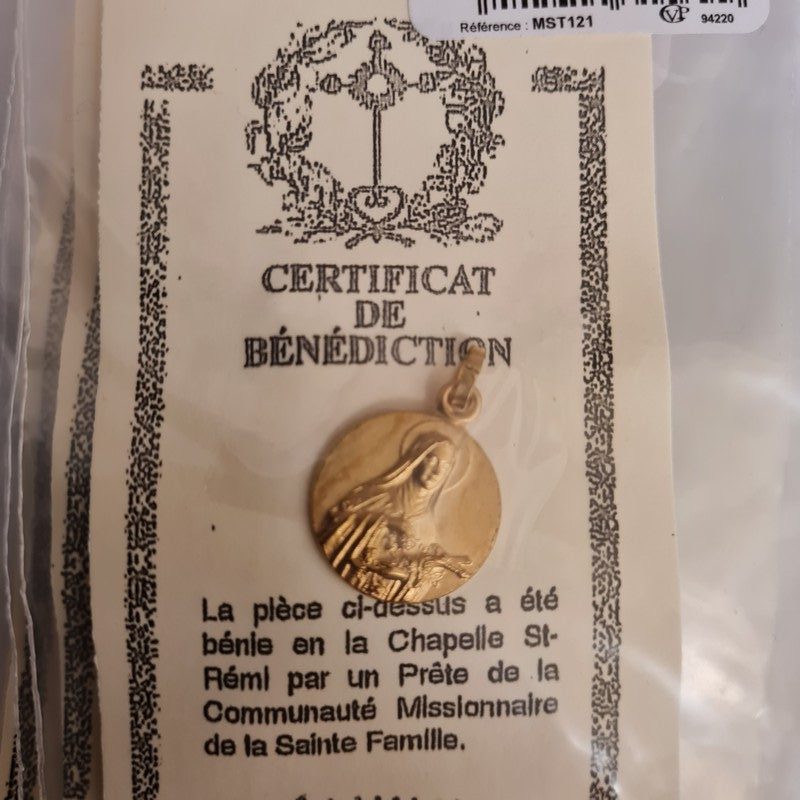 Référence : MST121
CVP 94220
CERTIFICAT
DE
BÉNÉDICTION
La pièce ci-dessus a été
bénie en la Chapelle St-
Rémi par un Prête de la
Communauté Missionnaire
de la Sainte Famille.